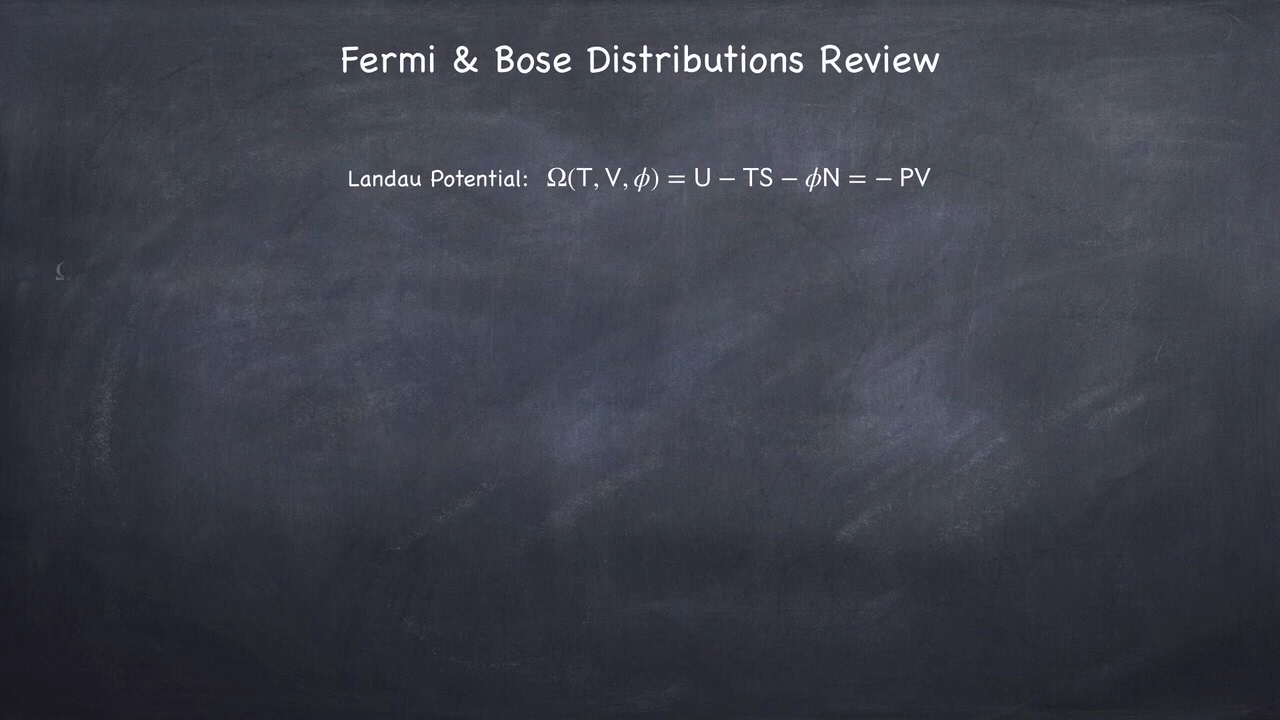 Fermi & Bose Distributions Review
Landau Potential: Ω(T, V, ϕ) = U − TS − ϕN = − PV